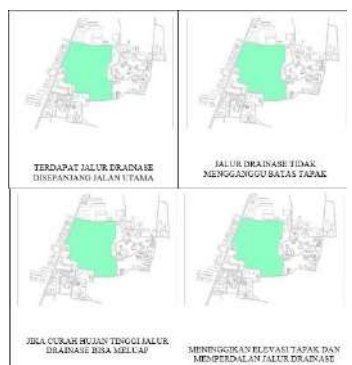 TERDAPAT JALUR DRAINASE
DISEPANJANG JALAN UTAMA
JALUR DRAINASE TIDAK
MENGGANGGU BATAS TAPAK
JIKA CURAH HUJAN TINGGI JALUR
DRAINASE BISA MELUAP
MENINGGIKAN ELEVASI TAPAK DAN
MEMPERDALAN JALUR DRAINASE